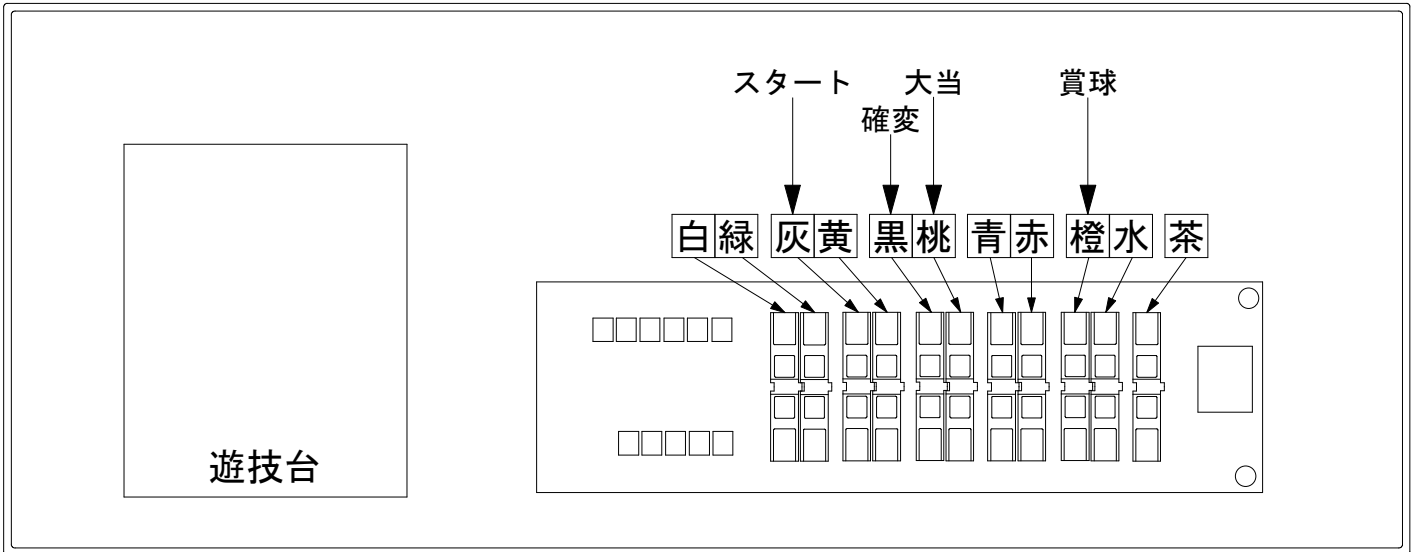 スタート 大当 賞球
確変
白緑 灰黄 黒桃 青赤 橙水 茶
遊技台